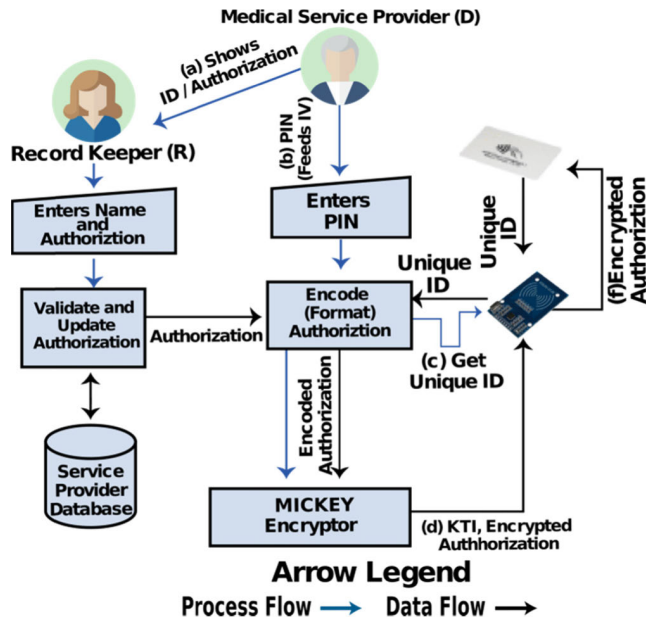 Medical Service Provider (D)
(a) Shows
ID / Authorization
Record Keeper (R)
(b) PIN
(Feeds IV)
Enters Name
and
Authoriztion
Enters
PIN
Unique
ID
(f)Encrypted
Authoriztion
Unique
ID
Validate and
Update
Authorization
Authorization
Encode
(Format)
Authoriztion
(c) Get
Unique ID
Encoded
Authorization
Service
Provider
Database
MICKEY
Encryptor
(d) KTI, Encrypted
Authhorization
Arrow Legend
Process Flow
Data Flow